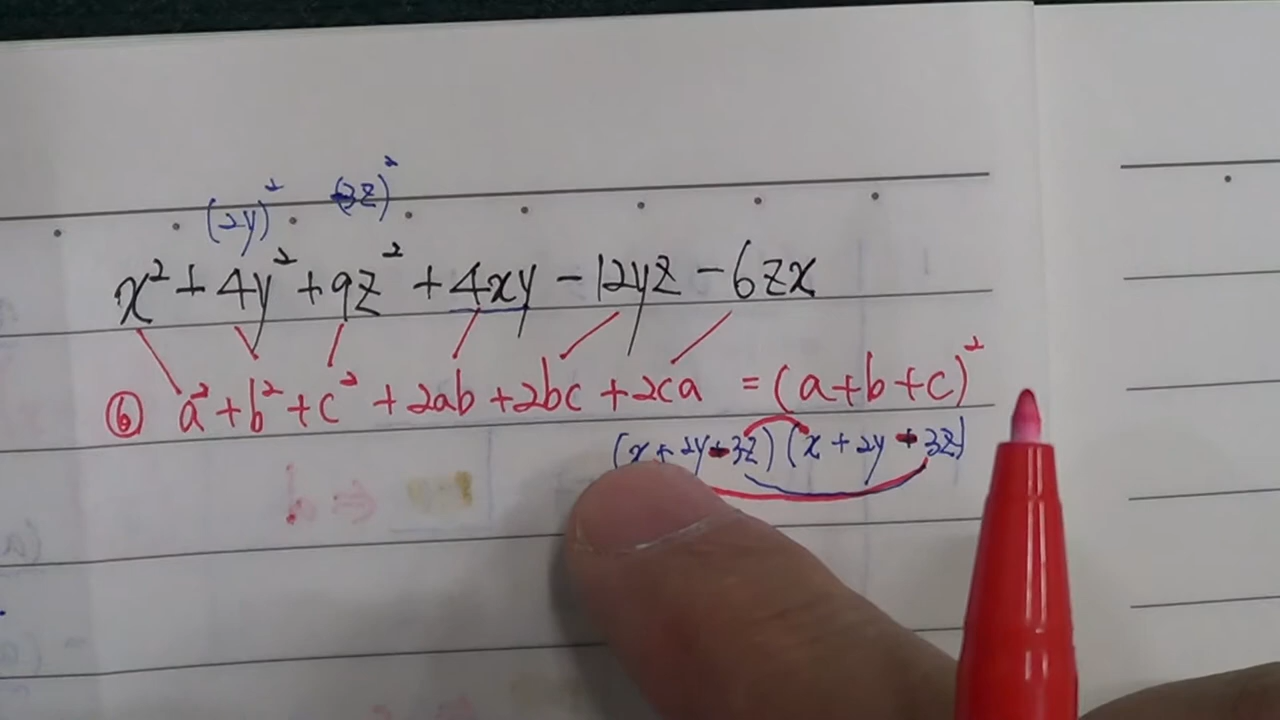 (2y)² (3z)²
x² + 4y² + 9z² + 4xy - 12yz - 6zx
⑥ a² + b² + c² + 2ab + 2bc + 2ca = (a+b+c)²
(x + 2y - 3z)(x + 2y - 3z)